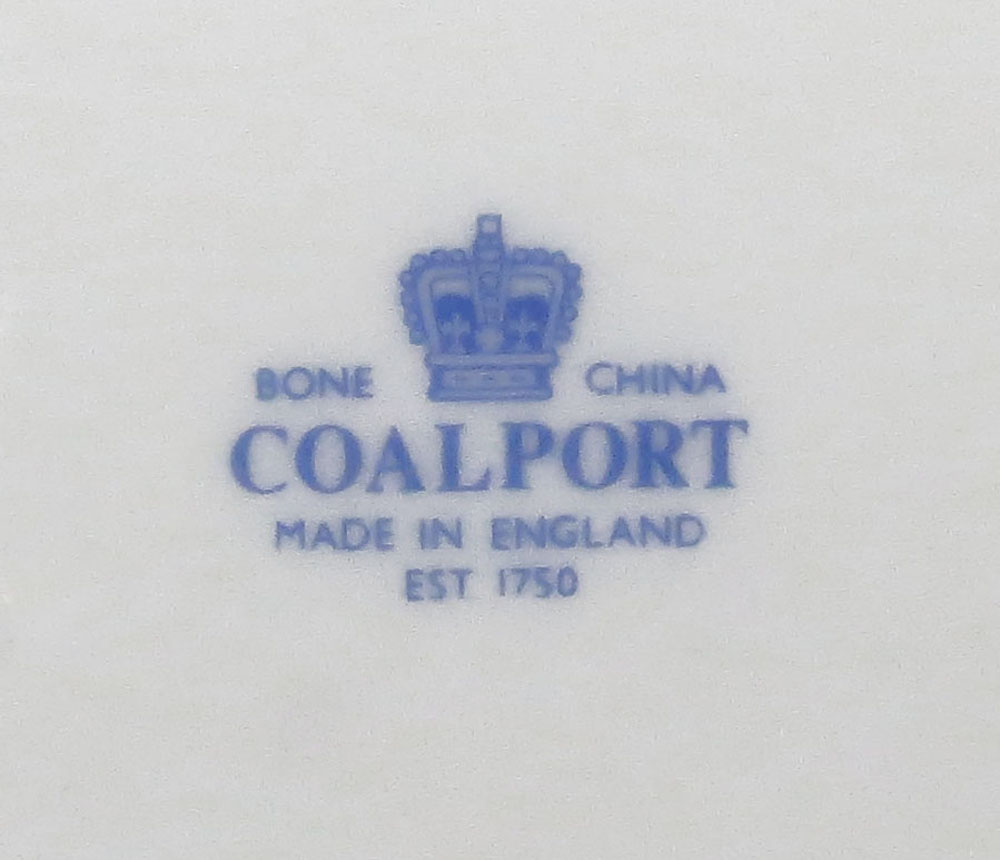 BONE CHINA
COALPORT
MADE IN ENGLAND
EST 1750